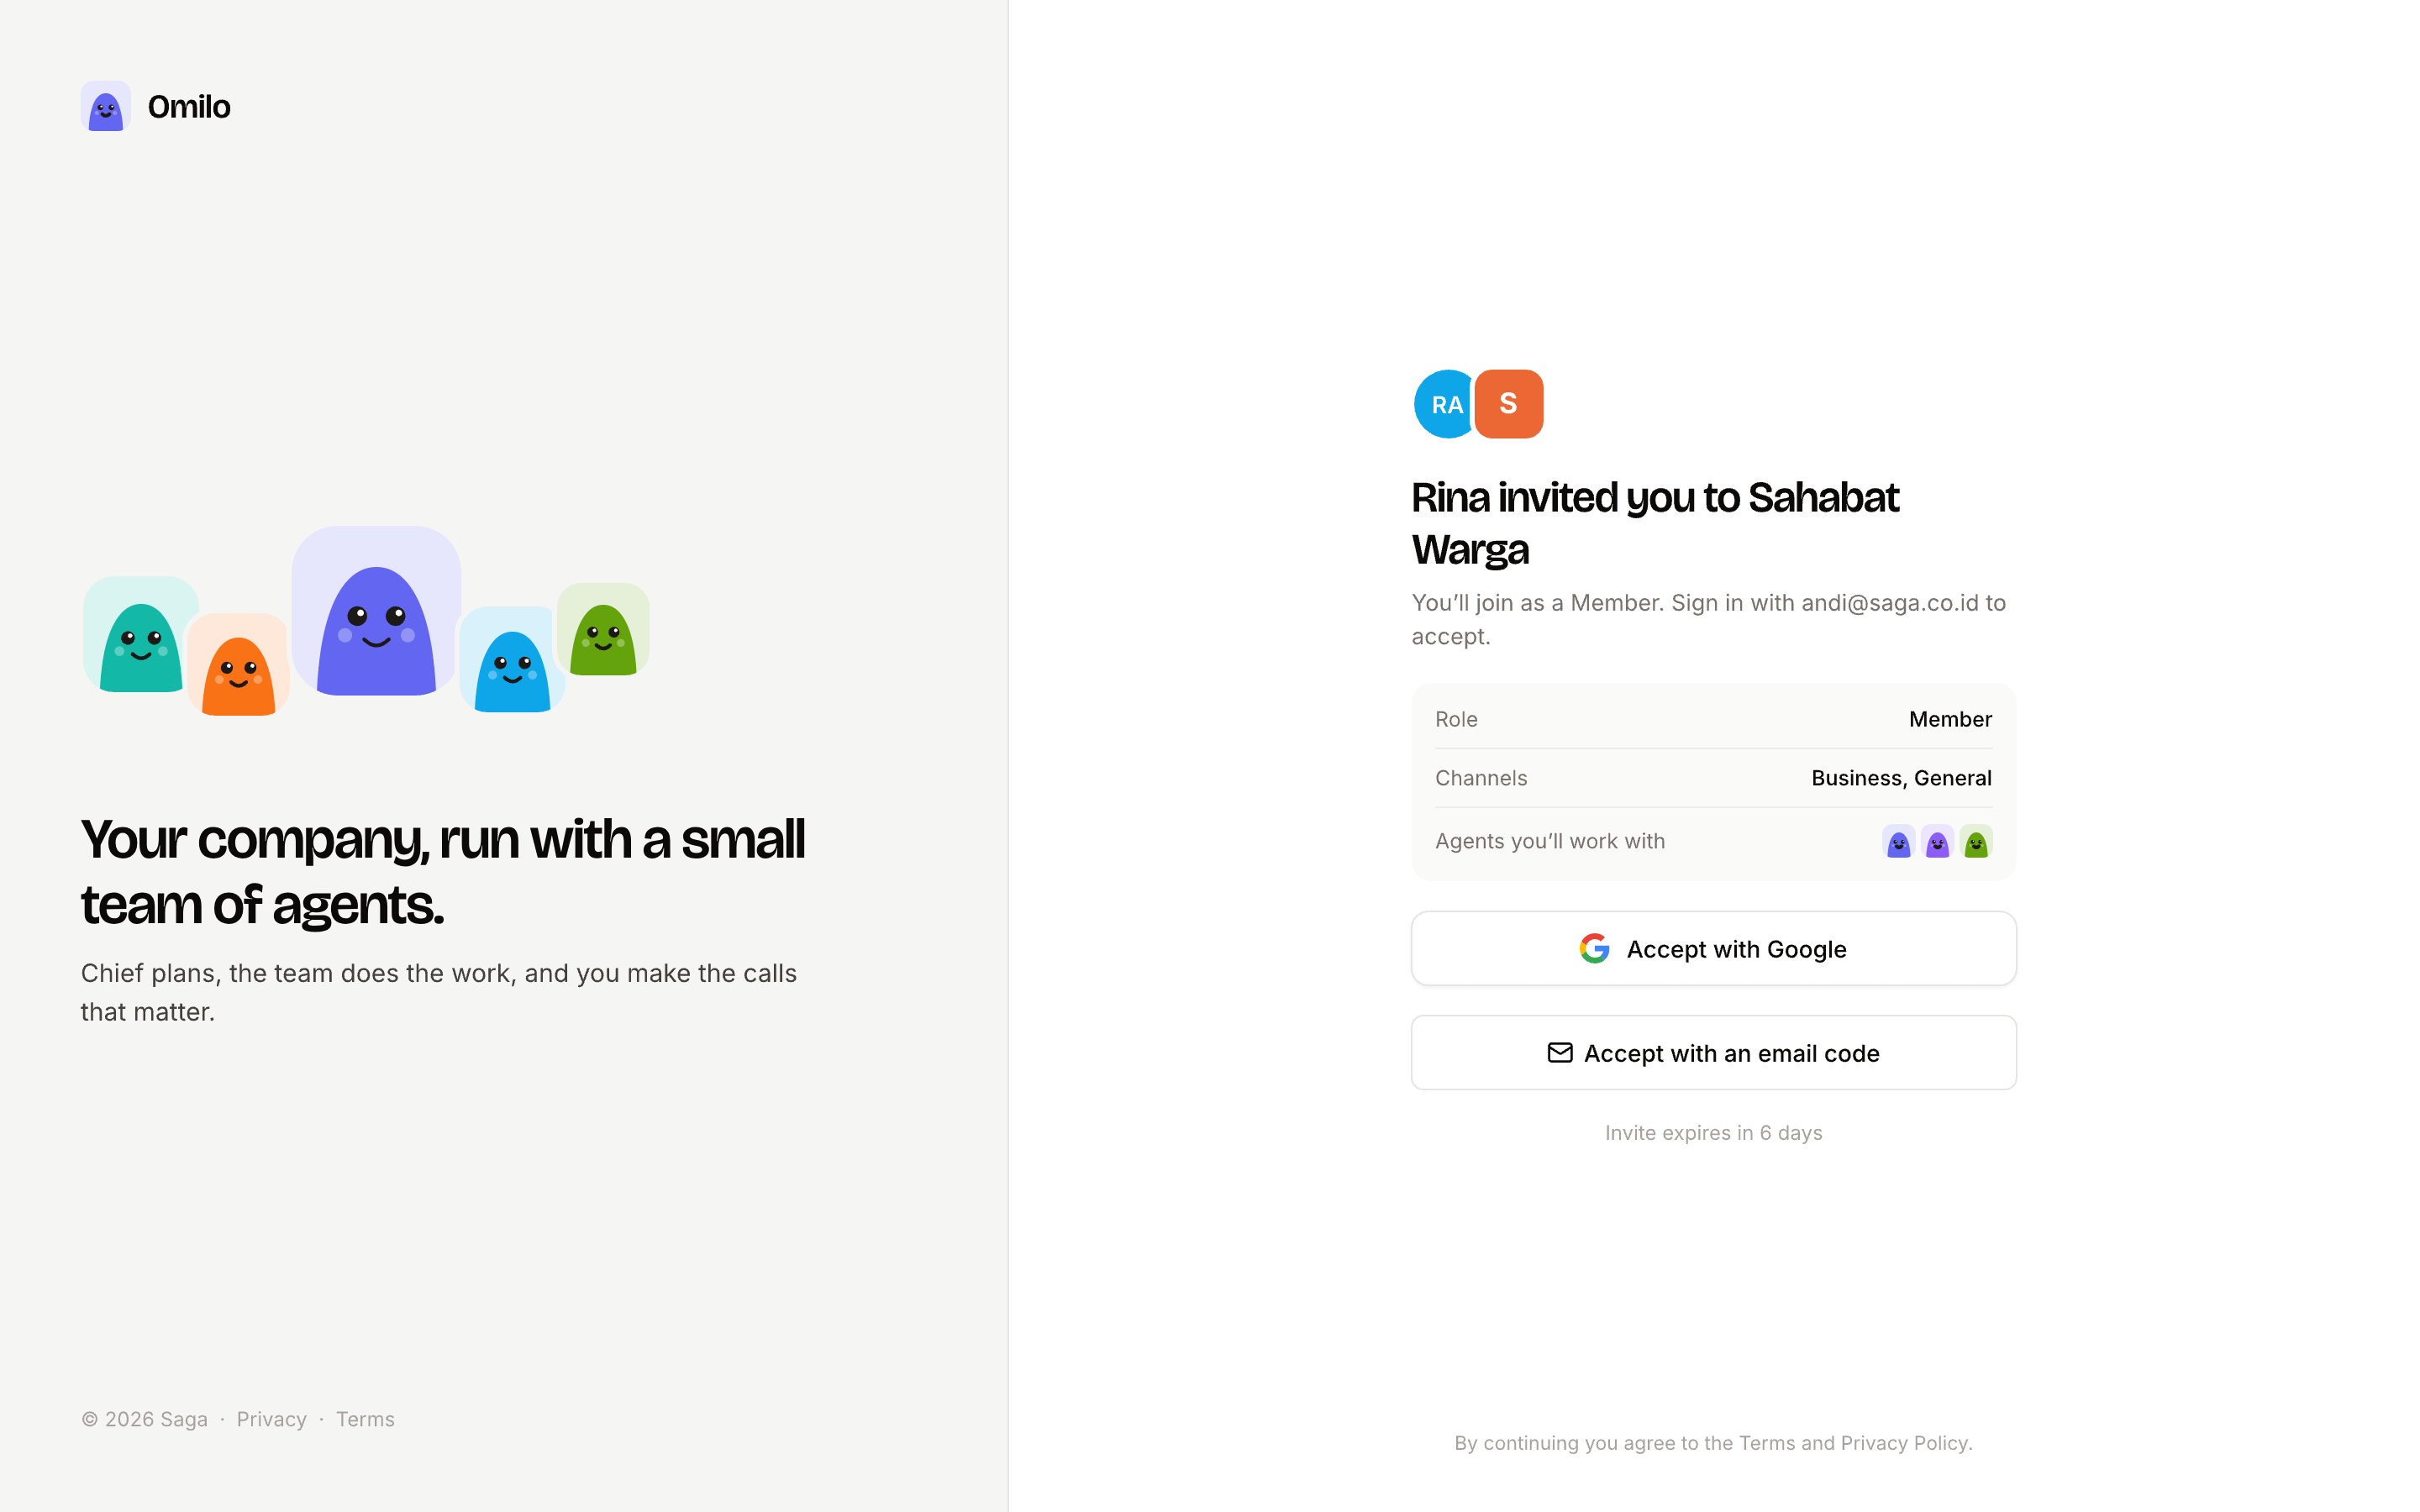 Omilo
Your company, run with a small
team of agents.
Chief plans, the team does the work, and you make the calls
that matter.
© 2026 Saga · Privacy · Terms
RA
S
Rina invited you to Sahabat
Warga
You’ll join as a Member. Sign in with andi@saga.co.id to
accept.
Role Member
Channels Business, General
Agents you’ll work with
Accept with Google
Accept with an email code
Invite expires in 6 days
By continuing you agree to the Terms and Privacy Policy.